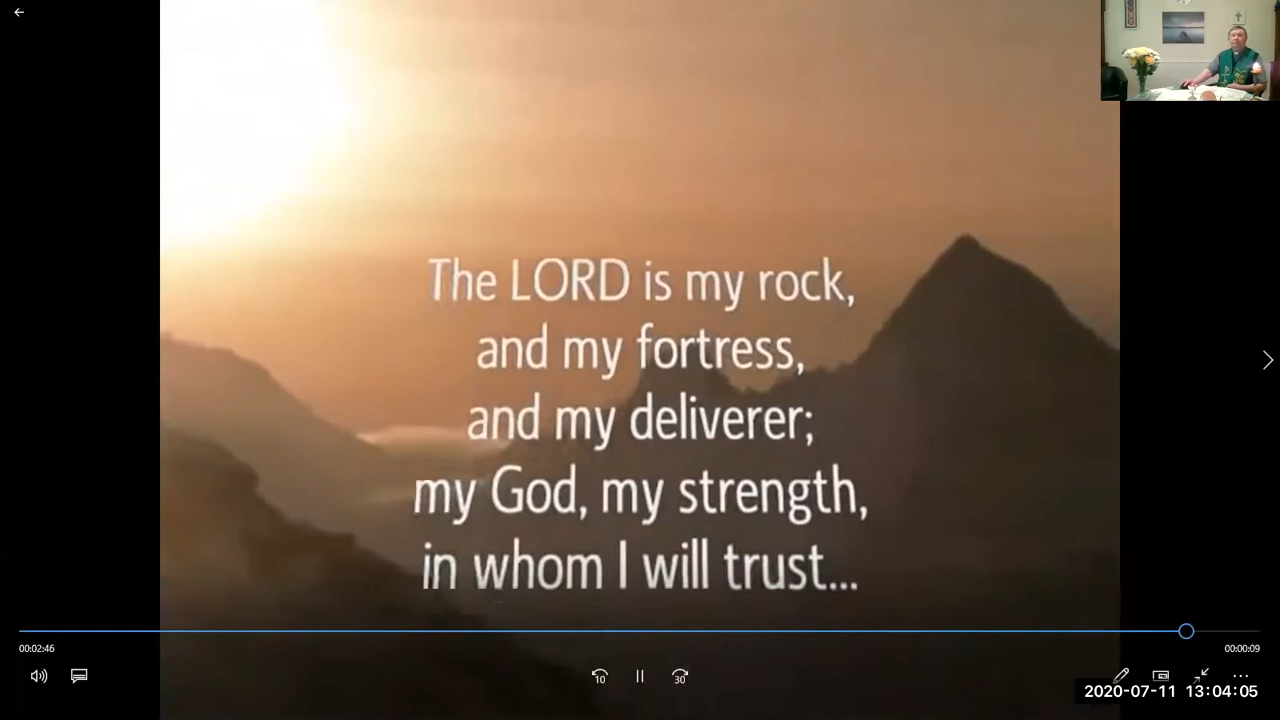 The LORD is my rock,
and my fortress,
and my deliverer;
my God, my strength,
in whom I will trust...
00:02:46
00:00:09
10
30
2020-07-11 13:04:05